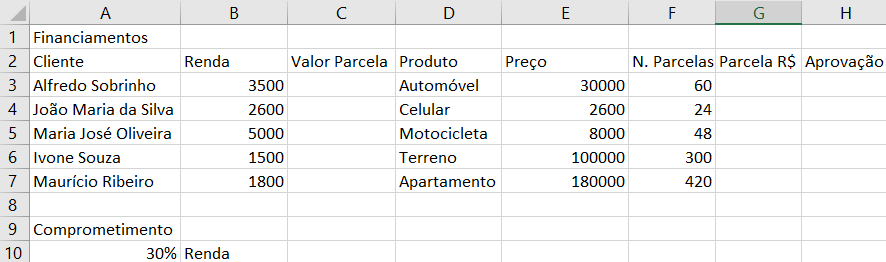 A B C D E F G H
1 Financiamentos
2 Cliente Renda Valor Parcela Produto Preço N. Parcelas Parcela R$ Aprovação
3 Alfredo Sobrinho 3500 Automóvel 30000 60
4 João Maria da Silva 2600 Celular 2600 24
5 Maria José Oliveira 5000 Motocicleta 8000 48
6 Ivone Souza 1500 Terreno 100000 300
7 Maurício Ribeiro 1800 Apartamento 180000 420
8
9 Comprometimento
10 30% Renda